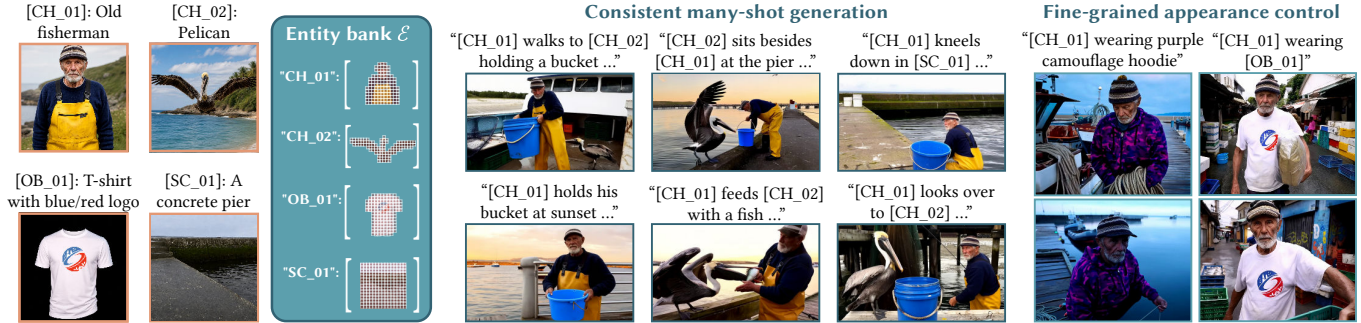 [CH_01]: Old
fisherman
[CH_02]:
Pelican
[OB_01]: T-shirt
with blue/red logo
[SC_01]: A
concrete pier
Entity bank ℰ
"CH_01":
"CH_02":
"OB_01":
"SC_01":
Consistent many-shot generation
“[CH_01] walks to [CH_02]
holding a bucket ...”
“[CH_02] sits besides
[CH_01] at the pier ...”
“[CH_01] kneels
down in [SC_01] ...”
“[CH_01] holds his
bucket at sunset ...”
“[CH_01] feeds [CH_02]
with a fish ...”
“[CH_01] looks over
to [CH_02] ...”
Fine-grained appearance control
“[CH_01] wearing purple
camouflage hoodie”
“[CH_01] wearing
[OB_01]”